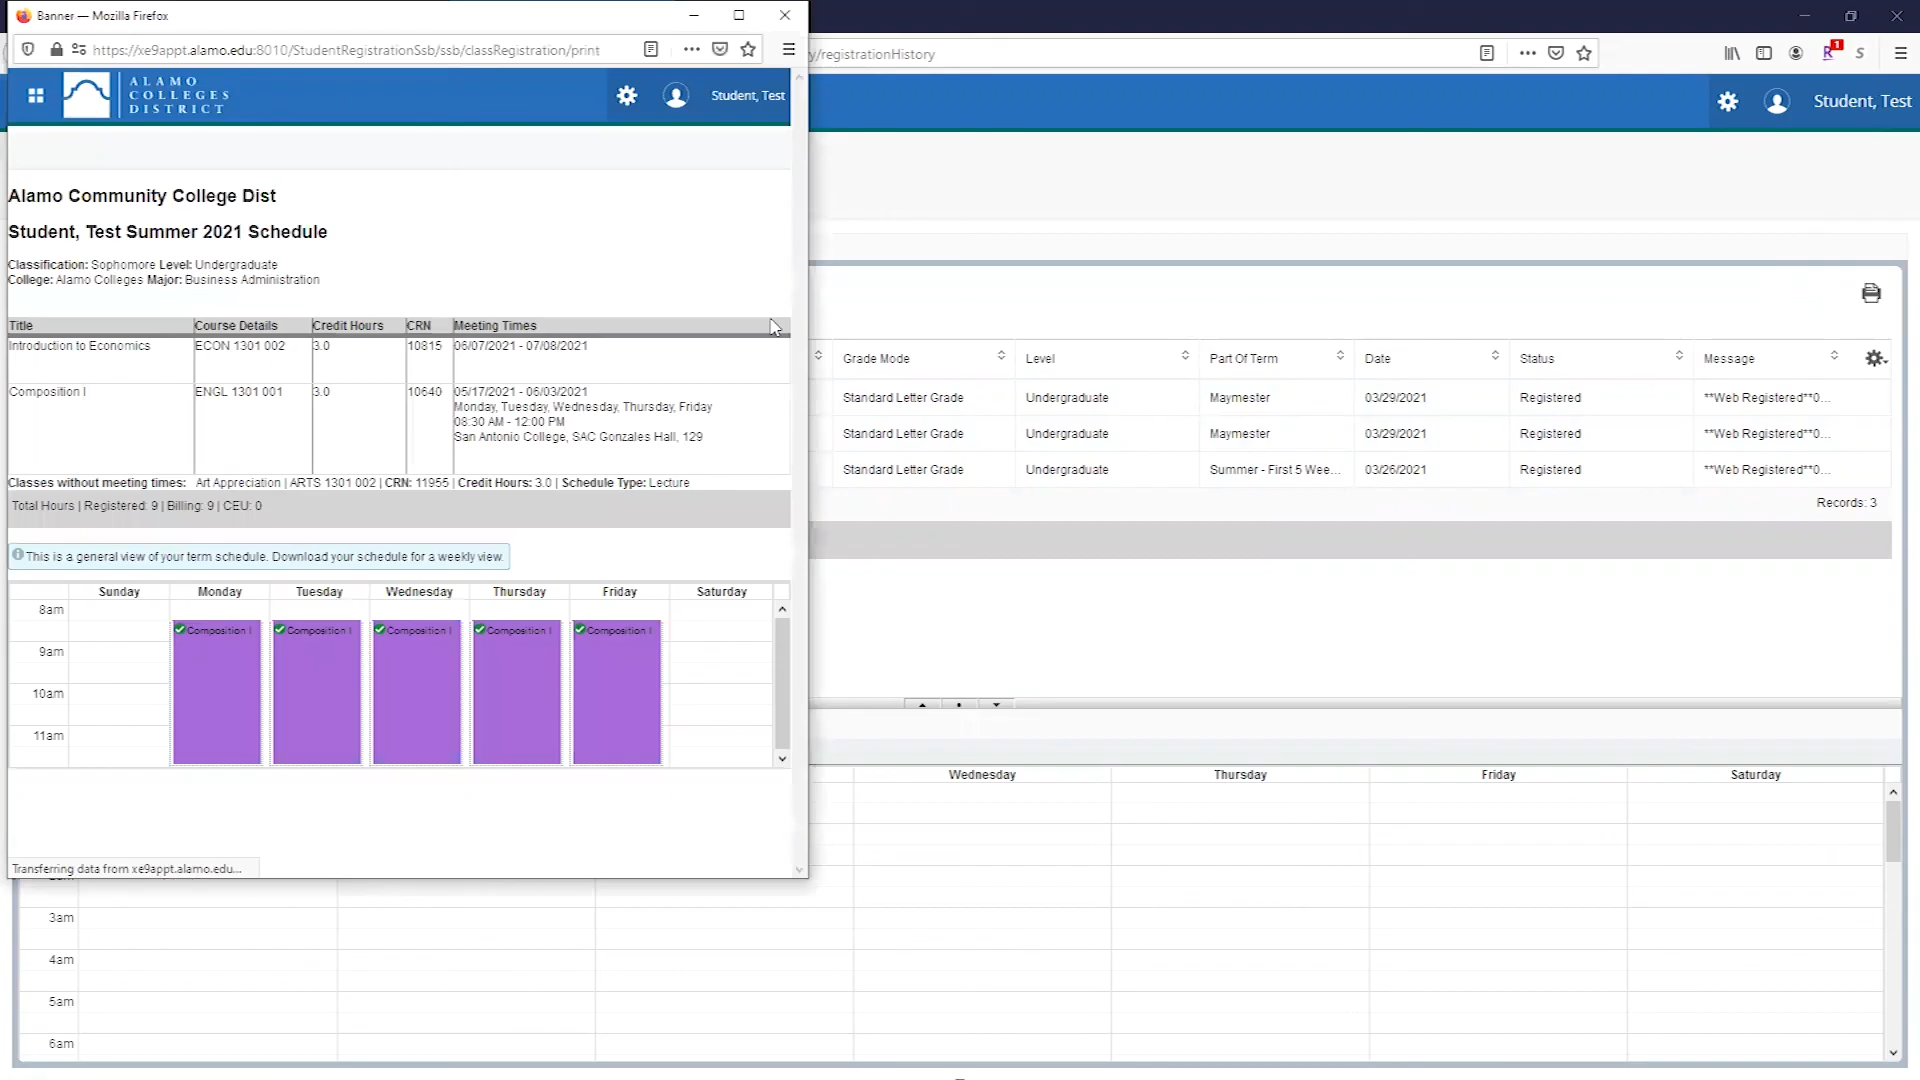 Banner — Mozilla Firefox
https://xe9appt.alamo.edu:8010/StudentRegistrationSsb/ssb/classRegistration/print
y/registrationHistory
1
ALAMO
COLLEGES
DISTRICT
Student, Test
Student, Test
Alamo Community College Dist
Student, Test Summer 2021 Schedule
Classification: Sophomore Level: Undergraduate
College: Alamo Colleges Major: Business Administration
Title Course Details Credit Hours CRN Meeting Times
Introduction to Economics ECON 1301 002 3.0 10815 06/07/2021 - 07/08/2021
Composition I ENGL 1301 001 3.0 10640 05/17/2021 - 06/03/2021
Monday, Tuesday, Wednesday, Thursday, Friday
08:30 AM - 12:00 PM
San Antonio College, SAC Gonzales Hall, 129
Classes without meeting times: Art Appreciation | ARTS 1301 002 | CRN: 11955 | Credit Hours: 3.0 | Schedule Type: Lecture
Total Hours | Registered: 9 | Billing: 9 | CEU: 0
This is a general view of your term schedule. Download your schedule for a weekly view.
Sunday Monday Tuesday Wednesday Thursday Friday Saturday
8am
Composition I Composition I Composition I Composition I Composition I
9am
10am
11am
Transferring data from xe9appt.alamo.edu...
Grade Mode Level Part Of Term Date Status Message
Standard Letter Grade Undergraduate Maymester 03/29/2021 Registered **Web Registered**0...
Standard Letter Grade Undergraduate Maymester 03/29/2021 Registered **Web Registered**0...
Standard Letter Grade Undergraduate Summer - First 5 Wee... 03/26/2021 Registered **Web Registered**0...
Records: 3
Wednesday Thursday Friday Saturday
3am
4am
5am
6am